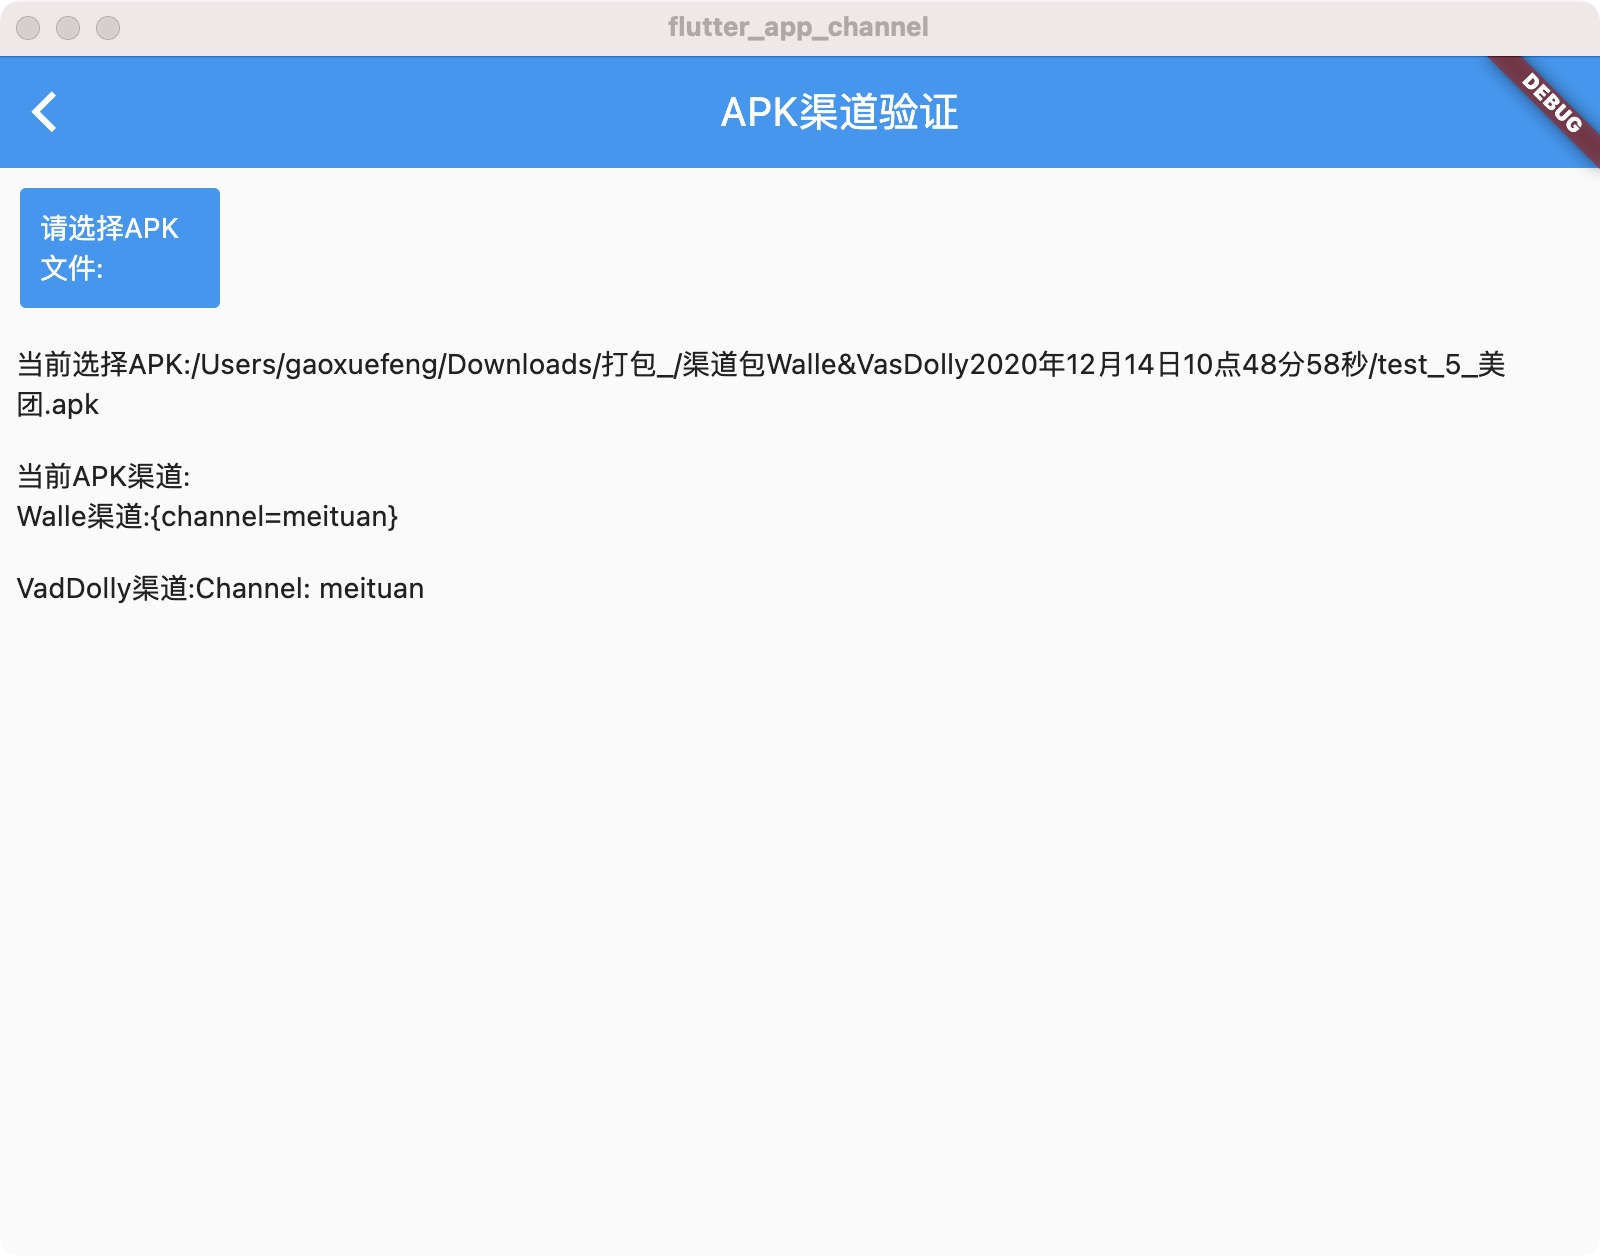 flutter_app_channel
APK渠道验证
DEBUG
请选择APK
文件:
当前选择APK:/Users/gaoxuefeng/Downloads/打包_/渠道包Walle&VasDolly2020年12月14日10点48分58秒/test_5_美
团.apk
当前APK渠道:
Walle渠道:{channel=meituan}
VadDolly渠道:Channel: meituan